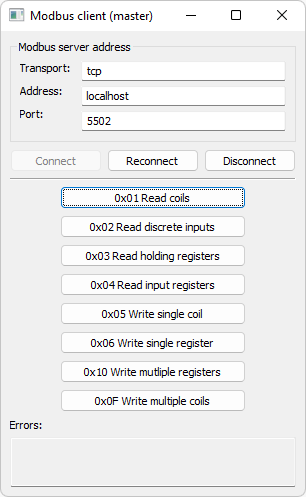 Modbus client (master)
Modbus server address
Transport: tcp
Address: localhost
Port: 5502
Connect Reconnect Disconnect
0x01 Read coils
0x02 Read discrete inputs
0x03 Read holding registers
0x04 Read input registers
0x05 Write single coil
0x06 Write single register
0x10 Write mutliple registers
0x0F Write multuple coils
Errors: